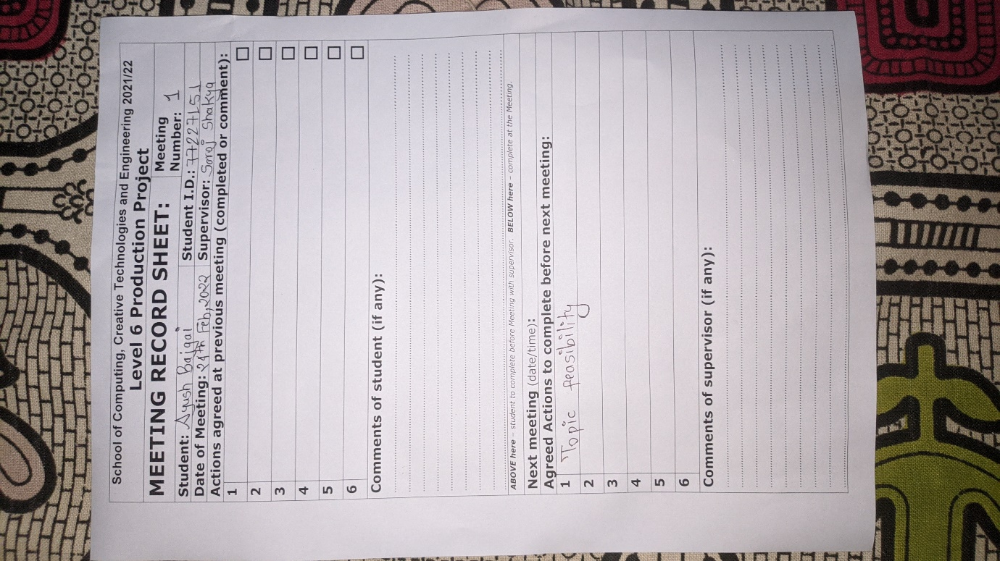 School of Computing, Creative Technologies and Engineering 2021/22
Level 6 Production Project
MEETING RECORD SHEET: Meeting Number: 1
Student: Ayush Bajgai Student I.D.: 77227151
Date of Meeting: 24th Feb, 2022 Supervisor: Saroj Shakya
Actions agreed at previous meeting (completed or comment):
1
2
3
4
5
6
Comments of student (if any):
ABOVE here – student to complete before Meeting with supervisor. BELOW here – complete at the Meeting.
Next meeting (date/time):
Agreed Actions to complete before next meeting:
1 Topic feasibility
2
3
4
5
6
Comments of supervisor (if any):